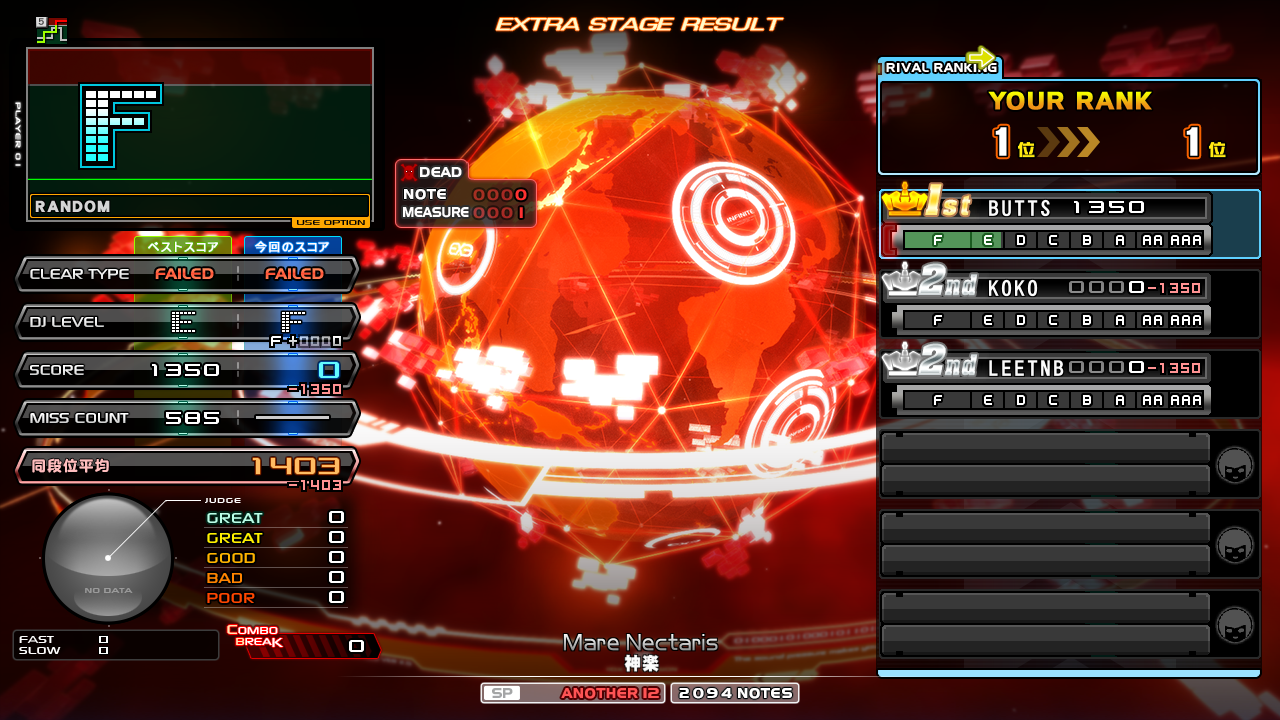 EXTRA STAGE RESULT
5
PLAYER 01
F
RANDOM
USE OPTION
DEAD
NOTE 0000
MEASURE 0001
ベストスコア 今回のスコア
CLEAR TYPE FAILED FAILED
DJ LEVEL E F
F +0000
SCORE 1350 0
-1350
MISS COUNT 585
同段位平均 1403
-1403
JUDGE
NO DATA
GREAT 0
GREAT 0
GOOD 0
BAD 0
POOR 0
FAST 0
SLOW 0
COMBO BREAK 0
INFINITE
INFINITE
Mare Nectaris
神楽
SP ANOTHER 12 2094 NOTES
RIVAL RANKING
YOUR RANK
1位 1位
1st BUTTS 1350
F E D C B A AA AAA
2nd KOKO 0000 -1350
F E D C B A AA AAA
2nd LEETNB 0000 -1350
F E D C B A AA AAA